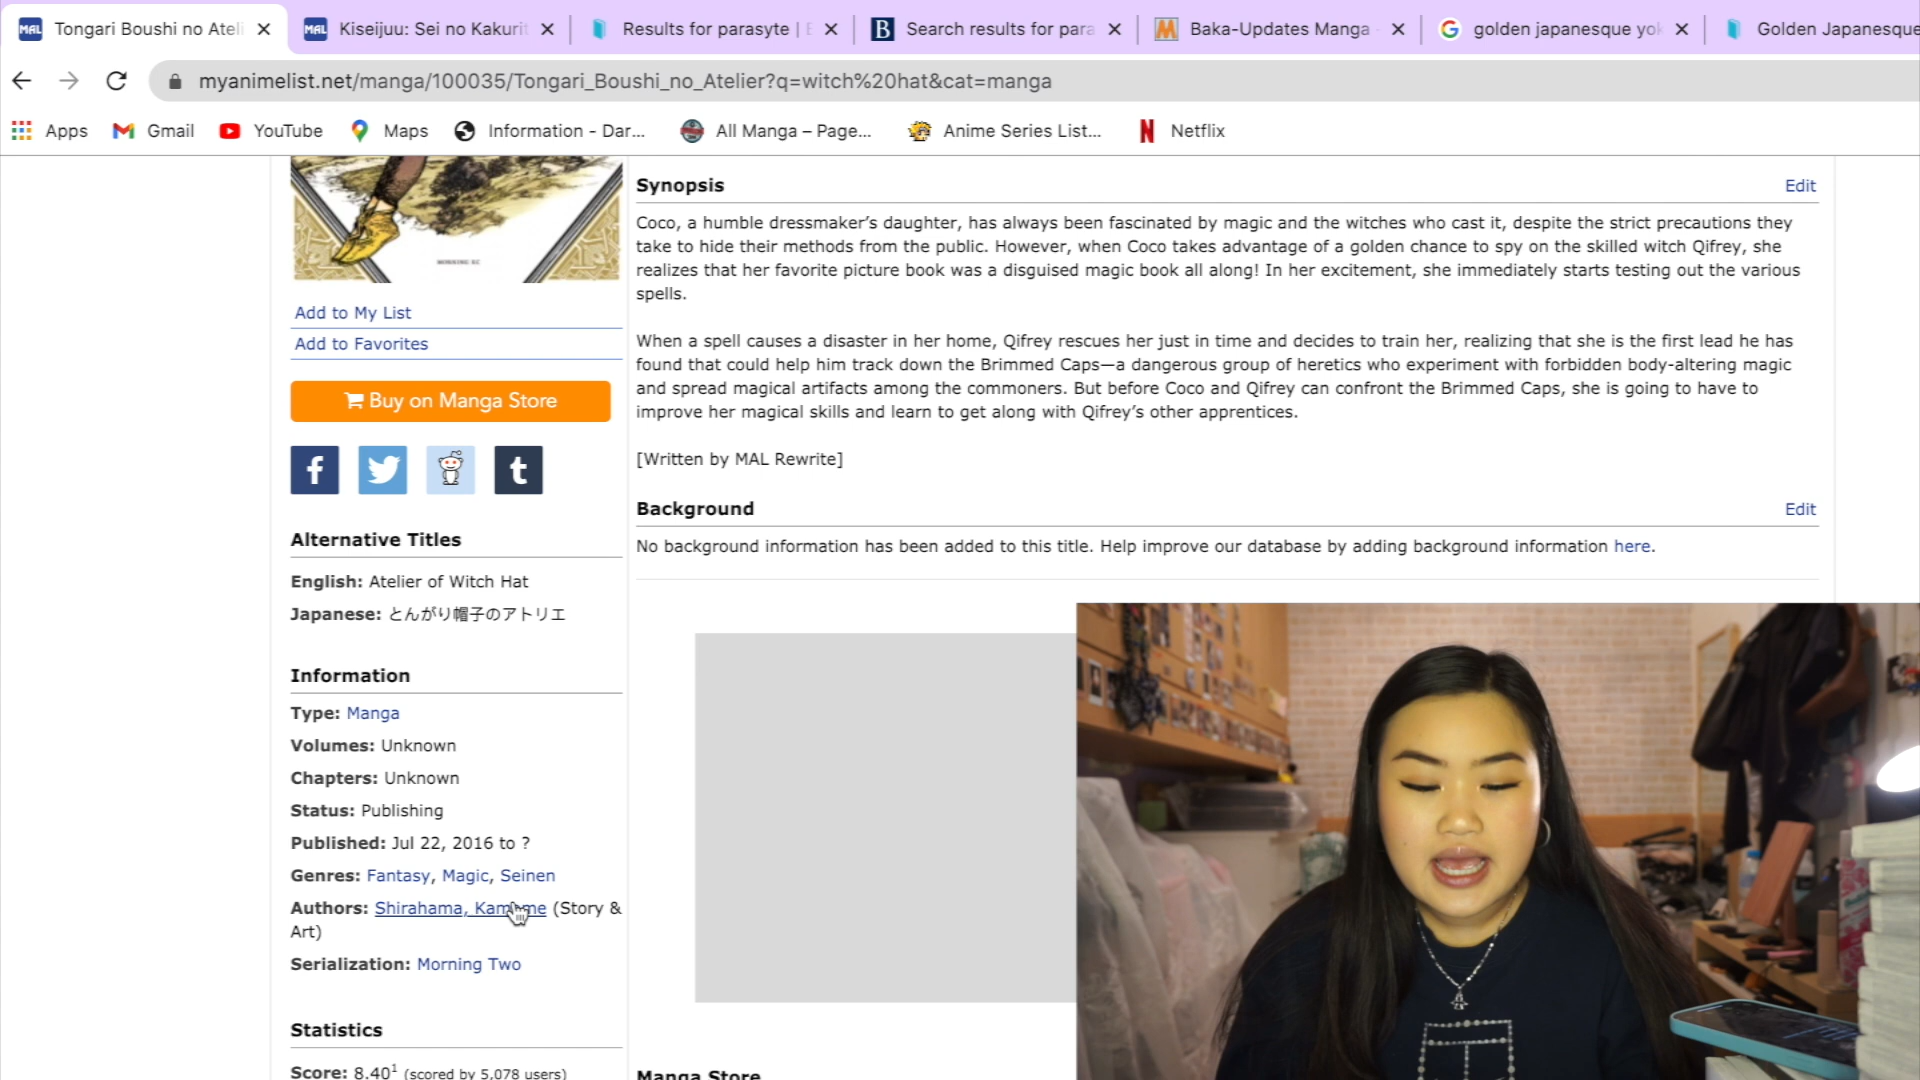 MAL Tongari Boushi no Ateli
MAL Kiseijuu: Sei no Kakurit
Results for parasyte |
B Search results for para
Baka-Updates Manga
golden japanesque yok
Golden Japanesque
myanimelist.net/manga/100035/Tongari_Boushi_no_Atelier?q=witch%20hat&cat=manga
Apps
Gmail
YouTube
Maps
Information - Dar...
All Manga – Page...
Anime Series List...
Netflix
Synopsis
Edit
Coco, a humble dressmaker’s daughter, has always been fascinated by magic and the witches who cast it, despite the strict precautions they
take to hide their methods from the public. However, when Coco takes advantage of a golden chance to spy on the skilled witch Qifrey, she
realizes that her favorite picture book was a disguised magic book all along! In her excitement, she immediately starts testing out the various
spells.
When a spell causes a disaster in her home, Qifrey rescues her just in time and decides to train her, realizing that she is the first lead he has
found that could help him track down the Brimmed Caps—a dangerous group of heretics who experiment with forbidden body-altering magic
and spread magical artifacts among the commoners. But before Coco and Qifrey can confront the Brimmed Caps, she is going to have to
improve her magical skills and learn to get along with Qifrey’s other apprentices.
[Written by MAL Rewrite]
Background
Edit
No background information has been added to this title. Help improve our database by adding background information here.
MORNING KC
Add to My List
Add to Favorites
Buy on Manga Store
f
t
Alternative Titles
English: Atelier of Witch Hat
Japanese: とんがり帽子のアトリエ
Information
Type: Manga
Volumes: Unknown
Chapters: Unknown
Status: Publishing
Published: Jul 22, 2016 to ?
Genres: Fantasy, Magic, Seinen
Authors: Shirahama, Kamome (Story &
Art)
Serialization: Morning Two
Statistics
Score: 8.40¹ (scored by 5,078 users)
Manga Store